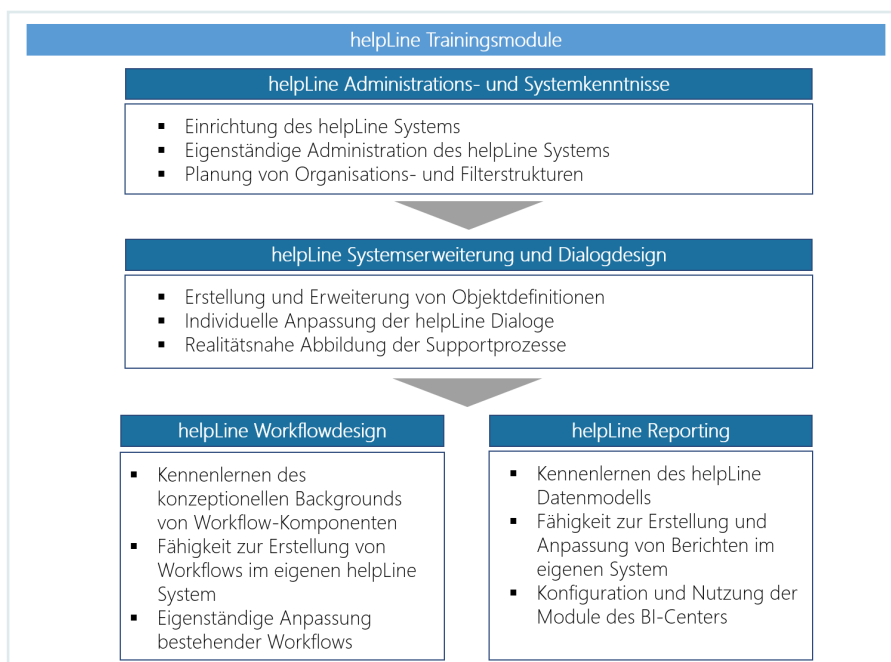 helpLine Trainingsmodule
helpLine Administrations- und Systemkenntnisse
▪ Einrichtung des helpLine Systems
▪ Eigenständige Administration des helpLine Systems
▪ Planung von Organisations- und Filterstrukturen
helpLine Systemserweiterung und Dialogdesign
▪ Erstellung und Erweiterung von Objektdefinitionen
▪ Individuelle Anpassung der helpLine Dialoge
▪ Realitätsnahe Abbildung der Supportprozesse
helpLine Workflowdesign
▪ Kennenlernen des
konzeptionellen Backgrounds
von Workflow-Komponenten
▪ Fähigkeit zur Erstellung von
Workflows im eigenen helpLine
System
▪ Eigenständige Anpassung
bestehender Workflows
helpLine Reporting
▪ Kennenlernen des helpLine
Datenmodells
▪ Fähigkeit zur Erstellung und
Anpassung von Berichten im
eigenen System
▪ Konfiguration und Nutzung der
Module des BI-Centers